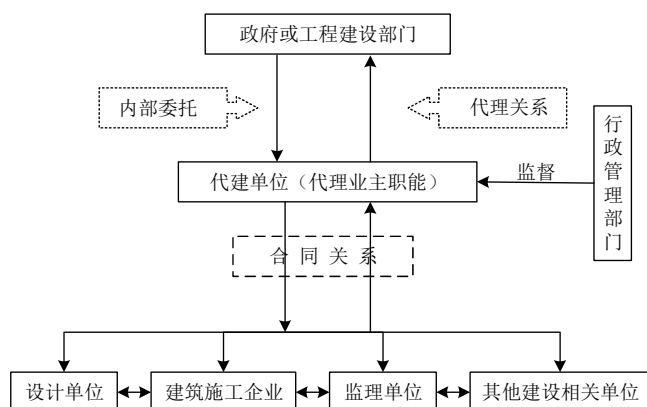 政府或工程建设部门
内部委托
代理关系
行政管理部门
代建单位（代理业主职能）
监督
合同关系
设计单位
建筑施工企业
监理单位
其他建设相关单位